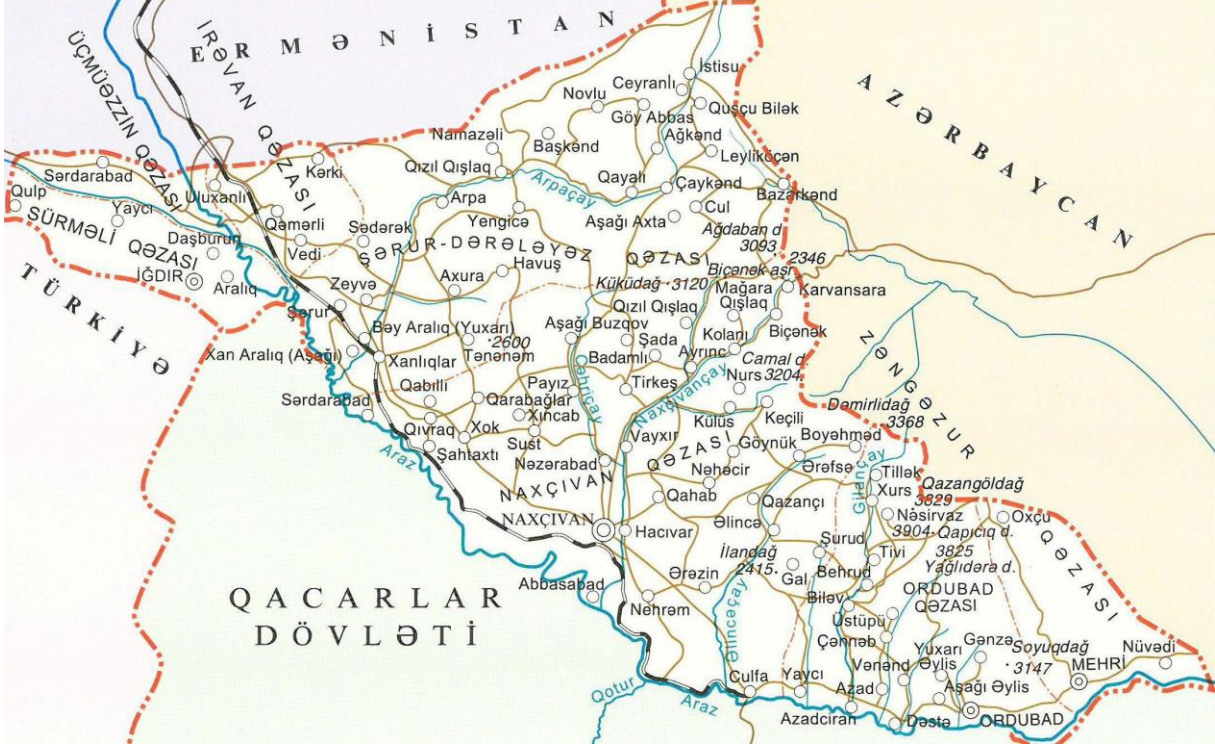 ERMƏNİSTAN
AZƏRBAYCAN
TÜRKİYƏ
QACARLAR
DÖVLƏTİ
ÜÇMÜƏZZİN QƏZASI
İRƏVAN QƏZASI
SÜRMƏLİ QƏZASI
ŞƏRUR-DƏRƏLƏYƏZ
QƏZASI
NAXÇIVAN
QƏZASI
ORDUBAD
QƏZASI
ZƏNGƏZUR
QƏZASI
İstisu
Ceyranlı
Novlu
Göy Abbas
Quşçu Bilək
Ağkənd
Namazəli
Başkənd
Leyliköçən
Sərdarabad
Kərki
Qızıl Qışlaq
Arpaçay
Qayalı
Çaykənd
Bazarkənd
Qulp
Uluxanlı
Arpa
Yengicə
Aşağı Axta
Cul
Yaycı
Qəmərli
Vedi
Sədərək
Ağdaban d
3093
Daşburun
İĞDIR
Aralıq
Axura
Havuş
Küküdağ
3120
Biçənək aşr
2346
Mağara
Karvansara
Zeyvə
Şərur
Qızıl Qışlaq
Qışlaq
Biçənək
Bəy Aralıq (Yuxarı)
2600
Aşağı Buzqov
Şada
Kolanı
Xan Aralıq (Aşağı)
Xanlıqlar
Tənənəm
Badamlı
Ayrınc
Camal d.
3204
Nurs
Cəhriçay
Naxçıvançay
Qabıllı
Payız
Tirkeş
Sərdarabad
Qarabağlar
Xıncab
Külüs
Keçili
Dəmirlidağ
3368
Qıvraq
Xok
Sust
Vayxır
Göynük
Boyəhməd
Araz
Şahtaxtı
Nəzərabad
Nəhəcir
Ərəfsə
Gilançay
Tillək
Xurs
Qazangöldağ
3829
Qahab
Qazançı
Nəsirvaz
Oxçu
NAXÇIVAN
Hacıvar
Əlincə
3904
Qapıcıq d.
İlandağ
2415
Şurud
Tivi
3825
Yağlıdərə d.
Abbasabad
Ərəzin
Gal
Behrud
Nehrəm
Biləv
Əlincəçay
Üstüpü
Çənnəb
Yuxarı
Əylis
Gənzə
Soyuqdağ
3147
Nüvədi
MEHRİ
Vənənd
Qotur
Araz
Culfa
Yaycı
Azad
Aşağı Əylis
Azadciran
Dəstə
ORDUBAD